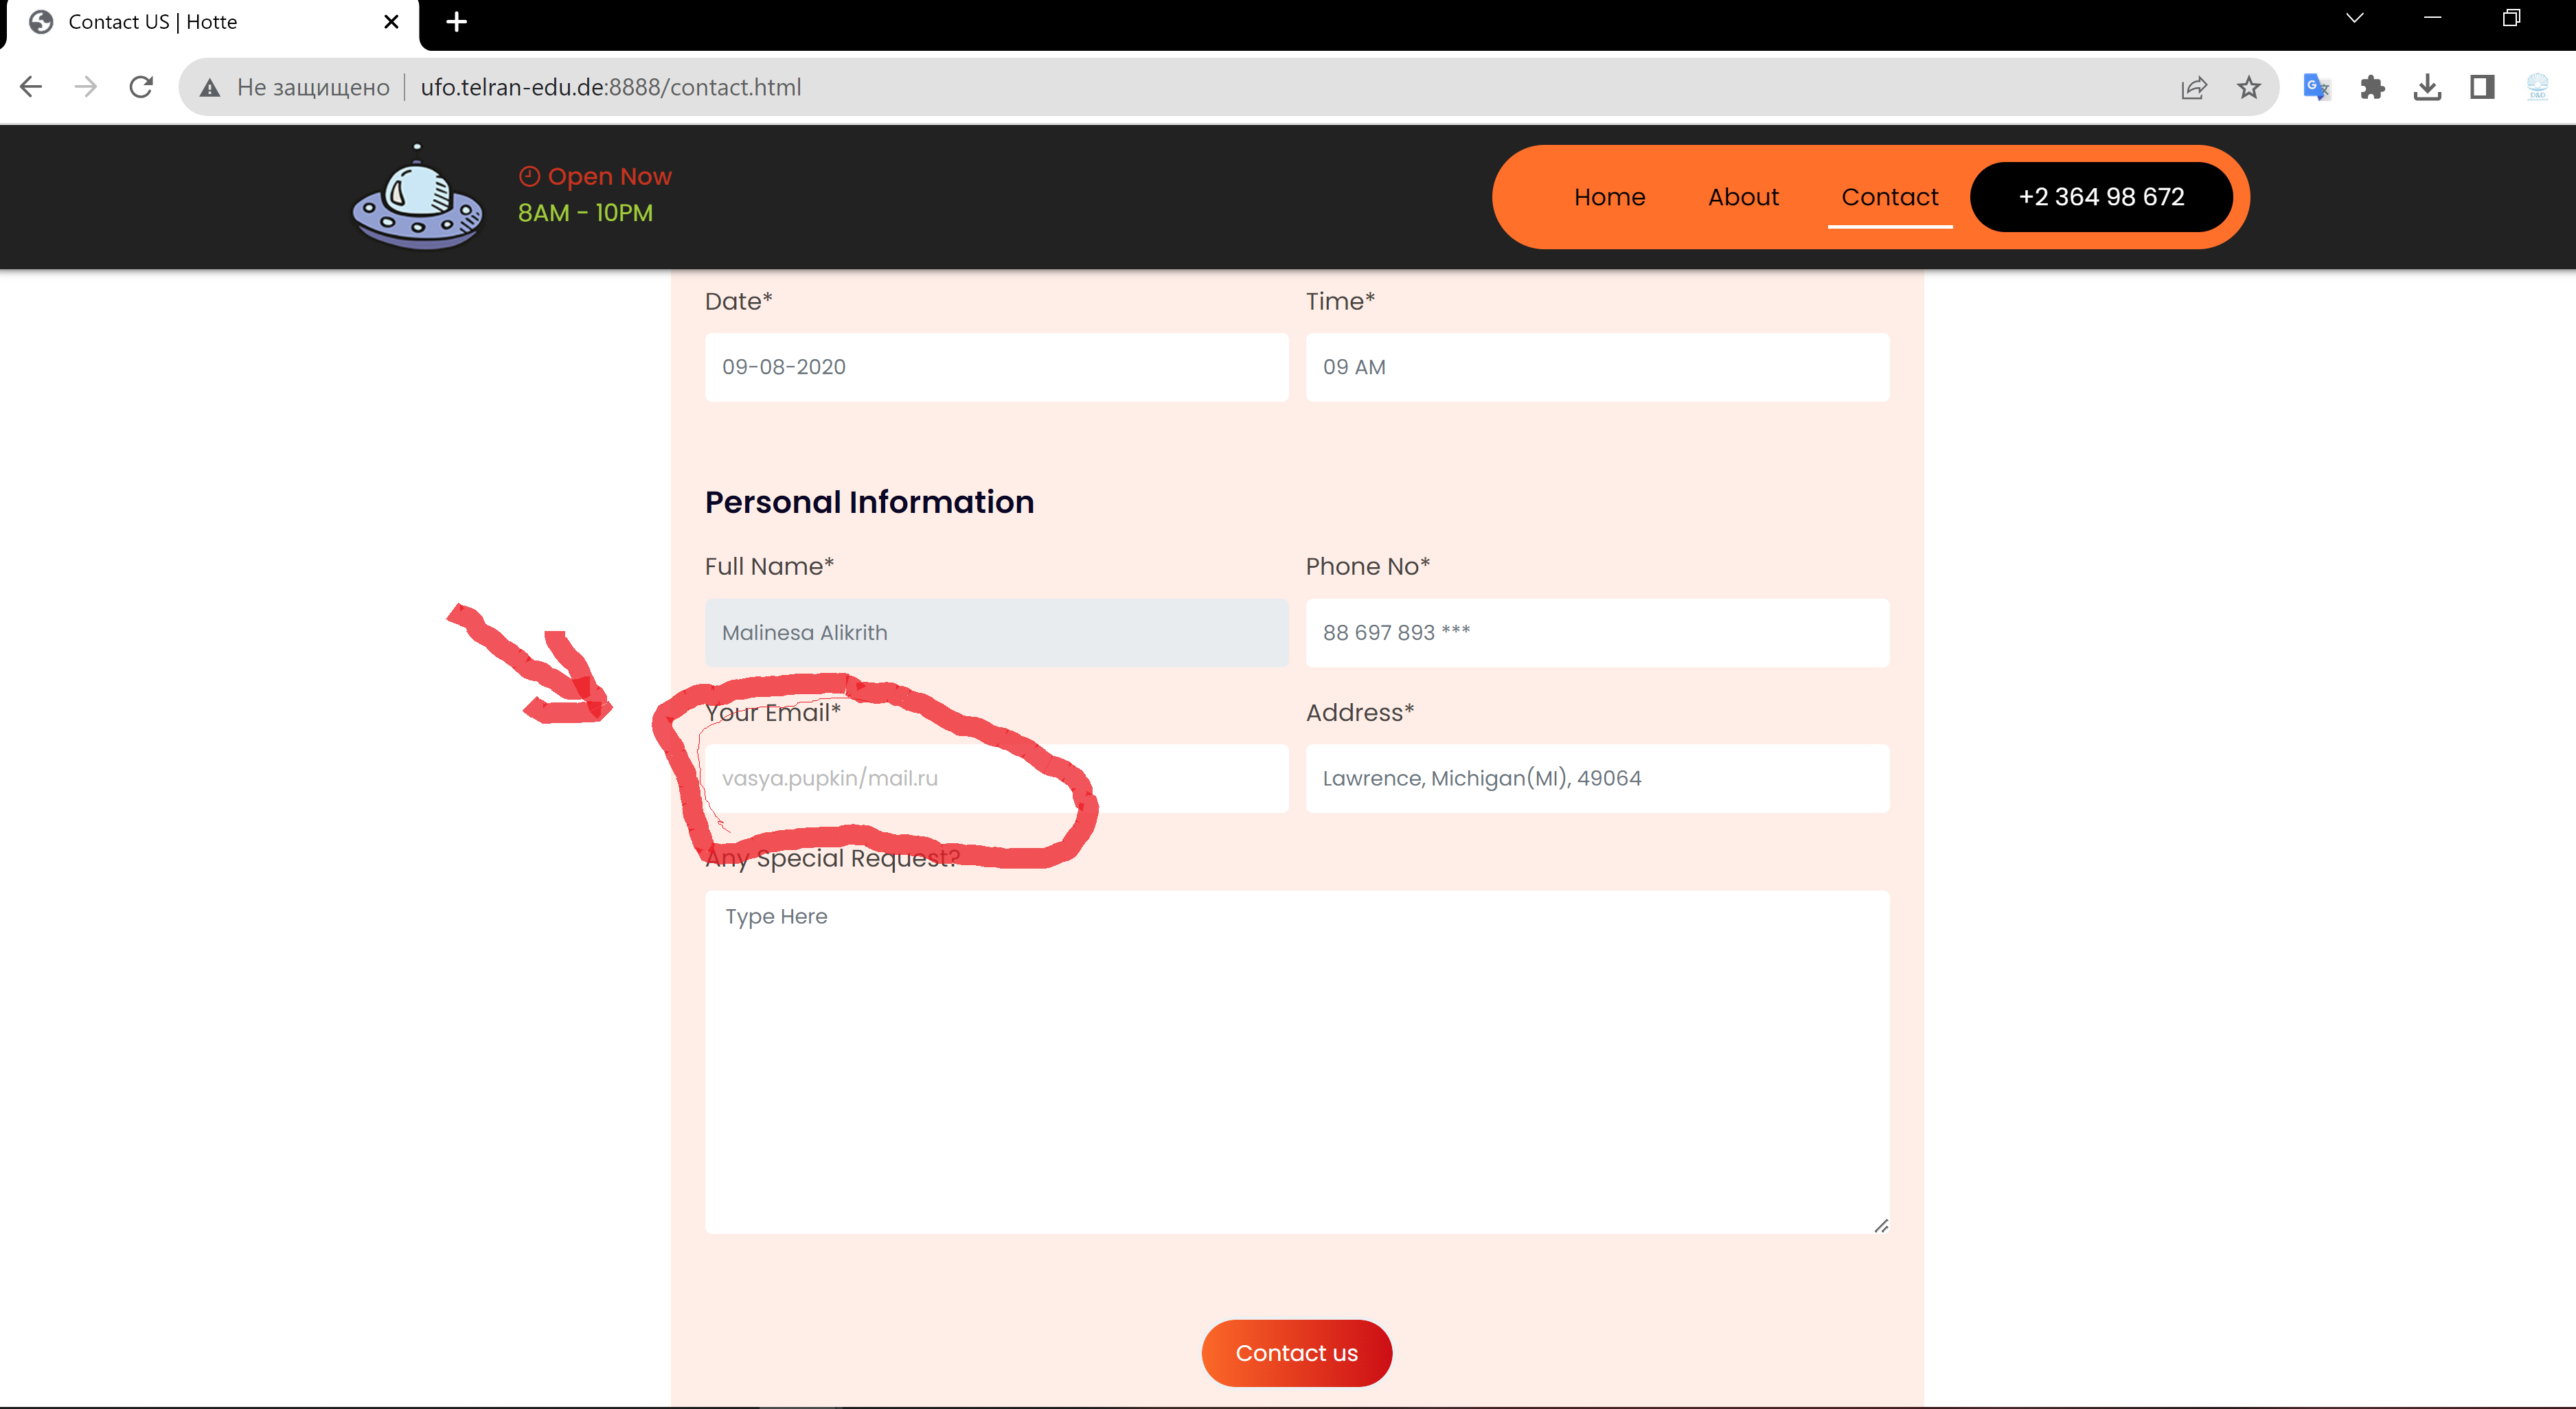 Contact US | Hotte
Не защищено
ufo.telran-edu.de:8888/contact.html
Open Now
8AM - 10PM
Home
About
Contact
+2 364 98 672
Date*
Time*
09-08-2020
09 AM
Personal Information
Full Name*
Phone No*
Malinesa Alikrith
88 697 893 ***
Your Email*
Address*
vasya.pupkin/mail.ru
Lawrence, Michigan(MI), 49064
Any Special Request?
Type Here
Contact us